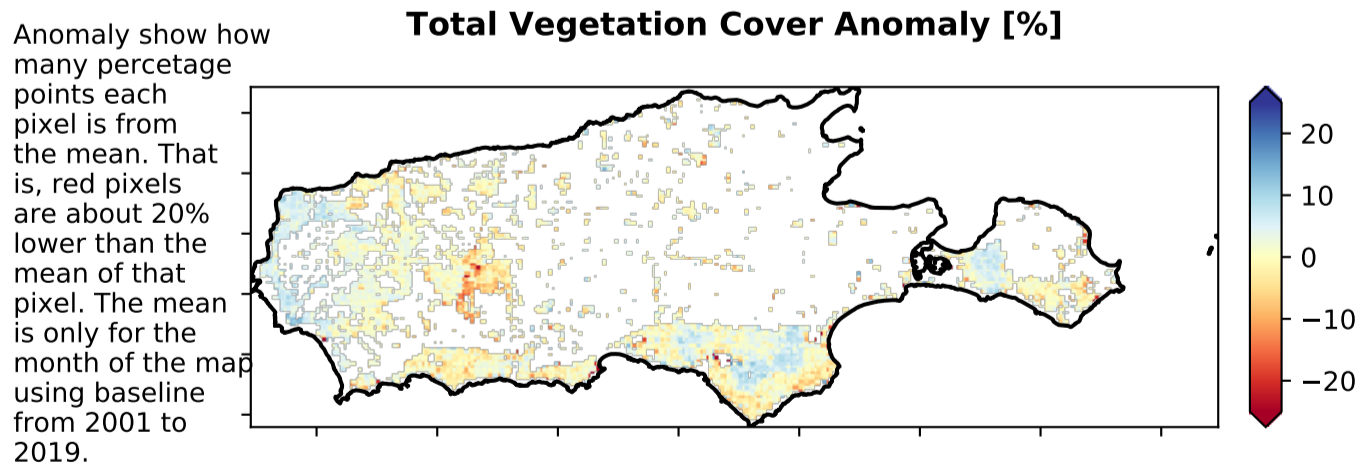 Total Vegetation Cover Anomaly [%]
Anomaly show how
many percetage
points each
pixel is from
the mean. That
is, red pixels
are about 20%
lower than the
mean of that
pixel. The mean
is only for the
month of the map
using baseline
from 2001 to
2019.
20
10
0
−10
−20